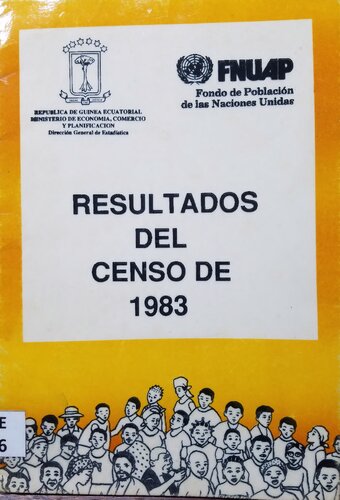 REPUBLICA DE GUINEA ECUATORIAL
MINISTERIO DE ECONOMIA, COMERCIO
Y PLANIFICACION
Dirección General de Estadística
FNUAP
Fondo de Población
de las Naciones Unidas
RESULTADOS
DEL
CENSO DE
1983
E
6